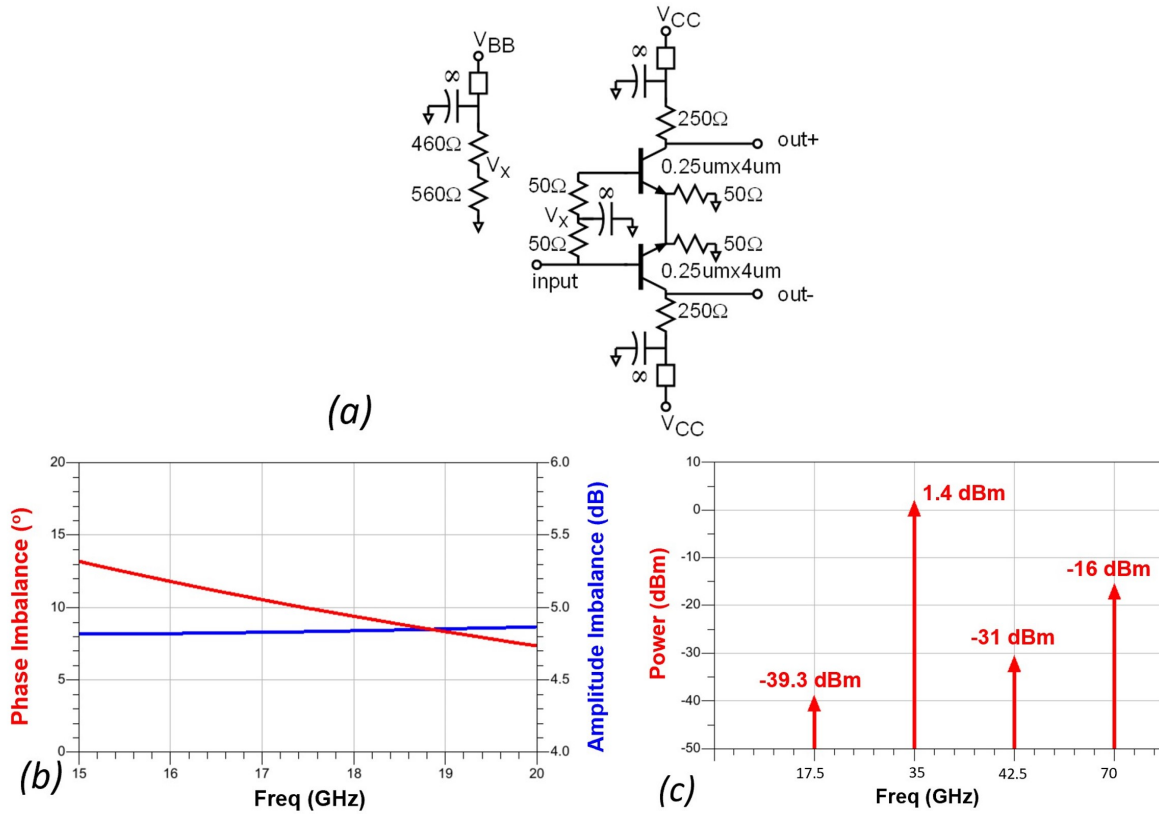 V_CC
V_BB
∞
∞
250Ω
out+
460Ω
V_X
0.25umx4um
560Ω
50Ω
∞
50Ω
V_X
50Ω
50Ω
input
0.25umx4um
out-
250Ω
∞
V_CC
(a)
20
15
10
5
0
Phase Imbalance (º)
6.0
5.5
5.0
4.5
4.0
Amplitude Imbalance (dB)
15 16 17 18 19 20
Freq (GHz)
(b)
10
0
-10
-20
-30
-40
-50
Power (dBm)
1.4 dBm
-16 dBm
-31 dBm
-39.3 dBm
17.5 35 42.5 70
Freq (GHz)
(c)